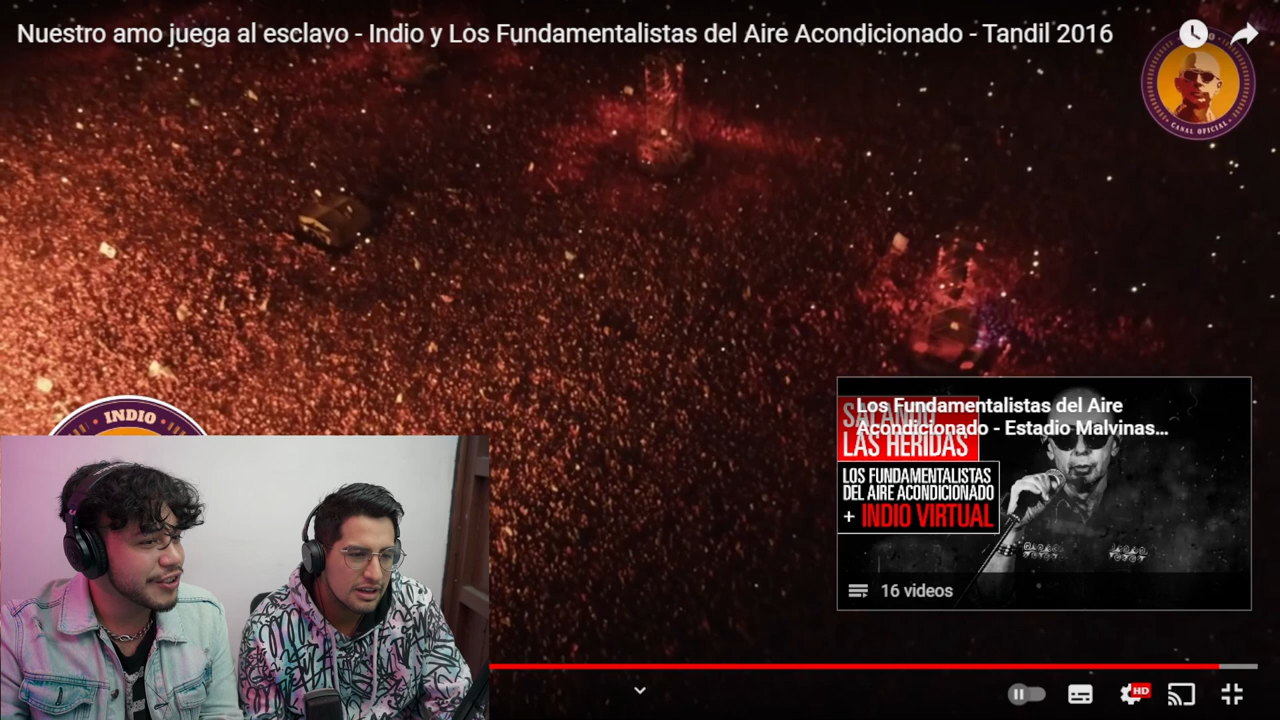 Nuestro amo juega al esclavo - Indio y Los Fundamentalistas del Aire Acondicionado - Tandil 2016
CANAL OFICIAL
Los Fundamentalistas del Aire
Acondicionado - Estadio Malvinas...
LAS HERIDAS
LOS FUNDAMENTALISTAS
DEL AIRE ACONDICIONADO
+ INDIO VIRTUAL
16 videos
INDIO
HD